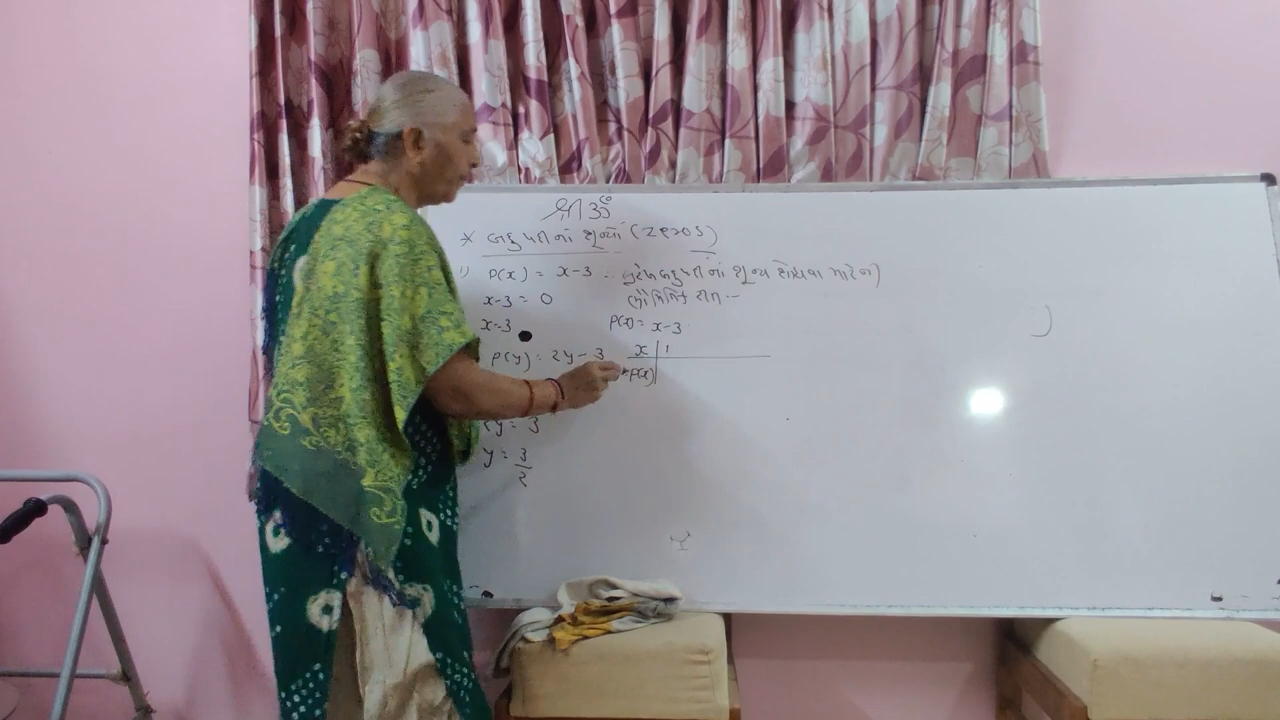 શ્રી ૐ
* બહુપદીનાં શૂન્યો (zeros)
1) P(x) = x-3 :. સુરેખ બહુપદીનાં શૂન્ય શોધવા માટેની
x-3 = 0 ભૌમિતિક રીત :-
x=3 P(x) = x-3
P(y) = 2y-3
x | 1
P(x)
2y = 3
y = 3/2